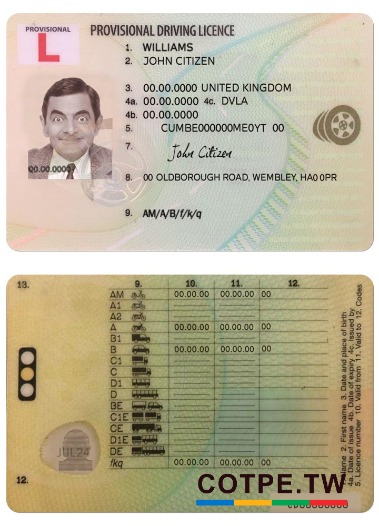 PROVISIONAL
L
PROVISIONAL DRIVING LICENCE
1. WILLIAMS
2. JOHN CITIZEN
3. 00.00.0000 UNITED KINGDOM
4a. 00.00.0000 4c. DVLA
4b. 00.00.0000
5. CUMBE000000ME0YT 00
7. John Citizen
8. 00 OLDBOROUGH ROAD, WEMBLEY, HA0 0PR
9. AM/A/B/f/k/q
00.00.0000
13.
9. 10. 11. 12.
AM 00.00.00 00.00.00 00
A1
A2
A 00.00.00 00.00.00 00
B1
B 00.00.00 00.00.00 00
C1
C
D1
D
BE
C1E
CE
D1E
DE
fkq 00.00.00 00.00.00 00
JUL24
12.
2. First name 3. Date and place of birth
4a. Date of issue 4b. Date of expiry 4c. Issued by
5. Licence number 10. Valid from 11. Valid to 12. Codes
COTPE.TW